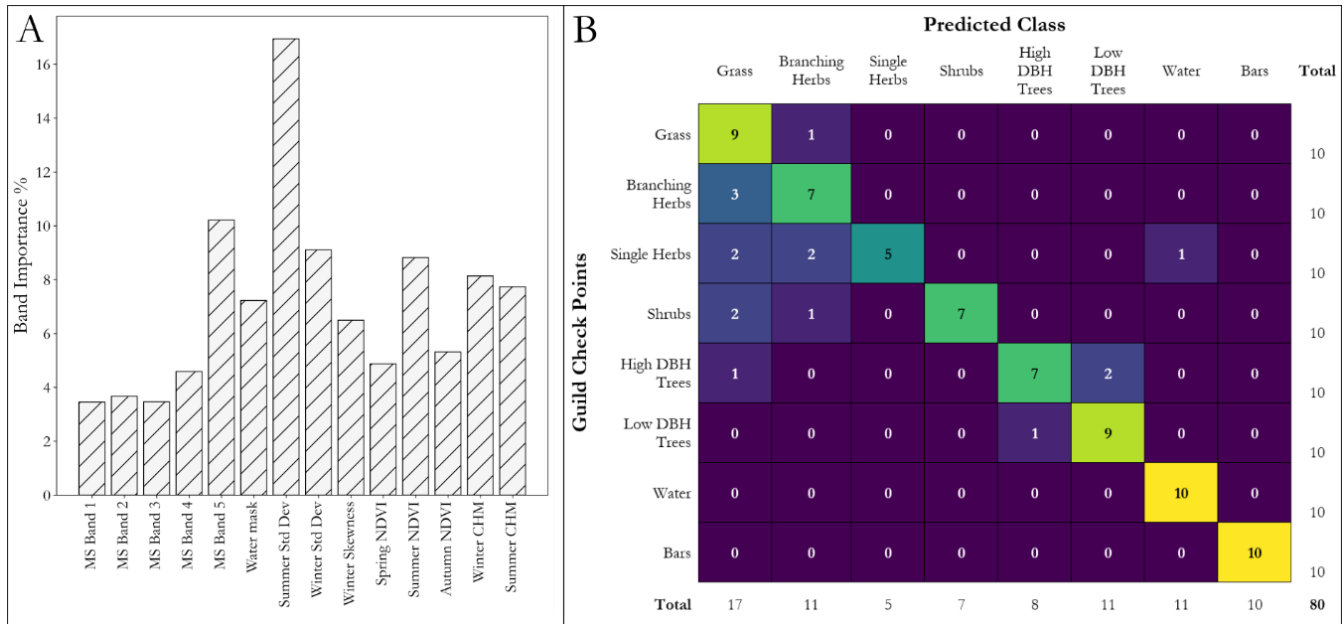 A
Band Importance %
16
14
12
10
8
6
4
2
0
MS Band 1
MS Band 2
MS Band 3
MS Band 4
MS Band 5
Water mask
Summer Std Dev
Winter Std Dev
Winter Skewness
Spring NDVI
Summer NDVI
Autumn NDVI
Winter CHM
Summer CHM
B
Predicted Class
Grass
Branching
Herbs
Single
Herbs
Shrubs
High
DBH
Trees
Low
DBH
Trees
Water
Bars
Total
Guild Check Points
Grass
9 1 0 0 0 0 0 0 10
Branching
Herbs
3 7 0 0 0 0 0 0 10
Single Herbs
2 2 5 0 0 0 1 0 10
Shrubs
2 1 0 7 0 0 0 0 10
High DBH
Trees
1 0 0 0 7 2 0 0 10
Low DBH
Trees
0 0 0 0 1 9 0 0 10
Water
0 0 0 0 0 0 10 0 10
Bars
0 0 0 0 0 0 0 10 10
Total 17 11 5 7 8 11 11 10 80